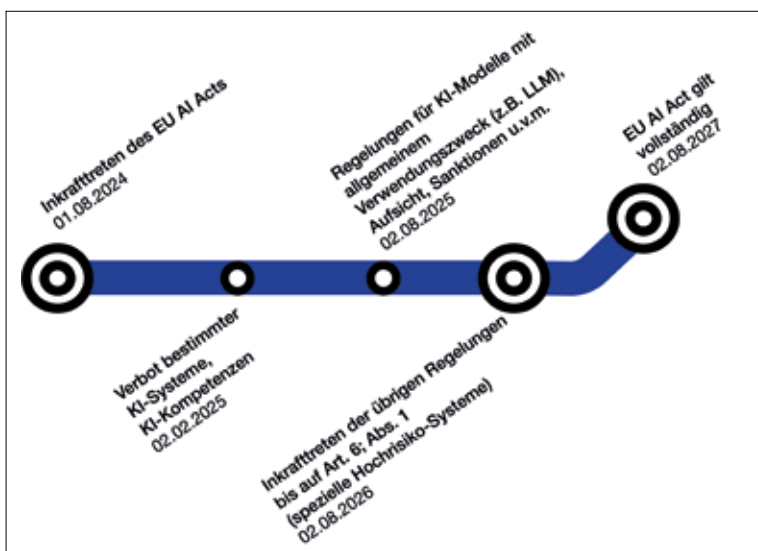 Inkrafttreten des EU AI Acts
01.08.2024
Verbot bestimmter
KI-Systeme,
KI-Kompetenzen
02.02.2025
Regelungen für KI-Modelle mit
allgemeinem
Verwendungszweck (z.B. LLM),
Aufsicht, Sanktionen u.v.m.
02.08.2025
Inkrafttreten der übrigen Regelungen
bis auf Art. 6; Abs. 1
(spezielle Hochrisiko-Systeme)
02.08.2026
EU AI Act gilt
vollständig
02.08.2027